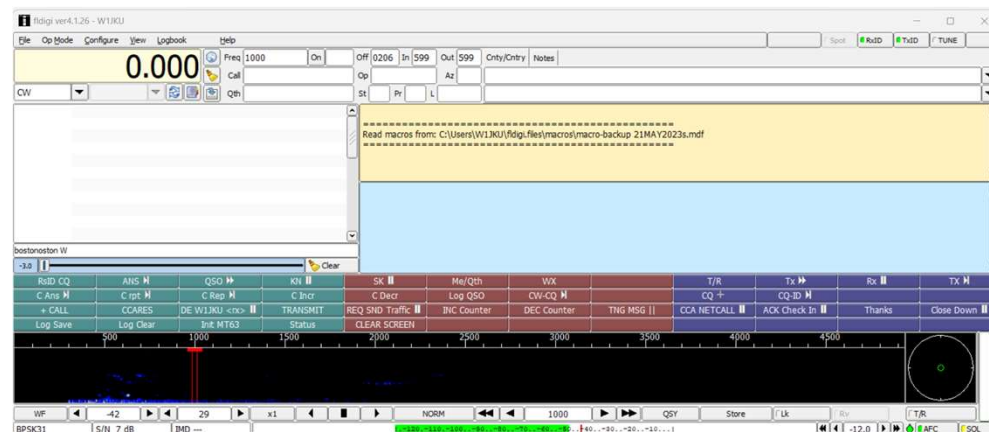 fldigi ver4.1.26 - W1JKU
File Op Mode Configure View Logbook Help
Spot RxID TxID TUNE
0.000 Freq 1000 On Off 0206 In 599 Out 599 Cnty/Cntry Notes
Call Op Az
CW Qth St Pr L
=================================================
Read macros from: C:\Users\W1JKU\fldigi.files\macros\macro-backup 21MAY2023s.mdf
=================================================
bostonoston W
-3.0 Clear
RsID CQ ANS QSO KN SK Me/Qth WX T/R Tx Rx TX
C Ans C rpt C Rep C Incr C Decr Log QSO CW-CQ CQ + CQ-ID
+ CALL CCARES DE W1JKU <rx> TRANSMIT REQ SND Traffic INC Counter DEC Counter TNG MSG || CCA NETCALL ACK Check In Thanks Close Down
Log Save Log Clear Init MT63 Status CLEAR SCREEN
500 1000 1500 2000 2500 3000 3500 4000 4500
WF -42 29 x1 NORM 1000 QSY Store Lk Rv T/R
BPSK31 S/N 7 dB IMD --- -12.0 AFC SQL